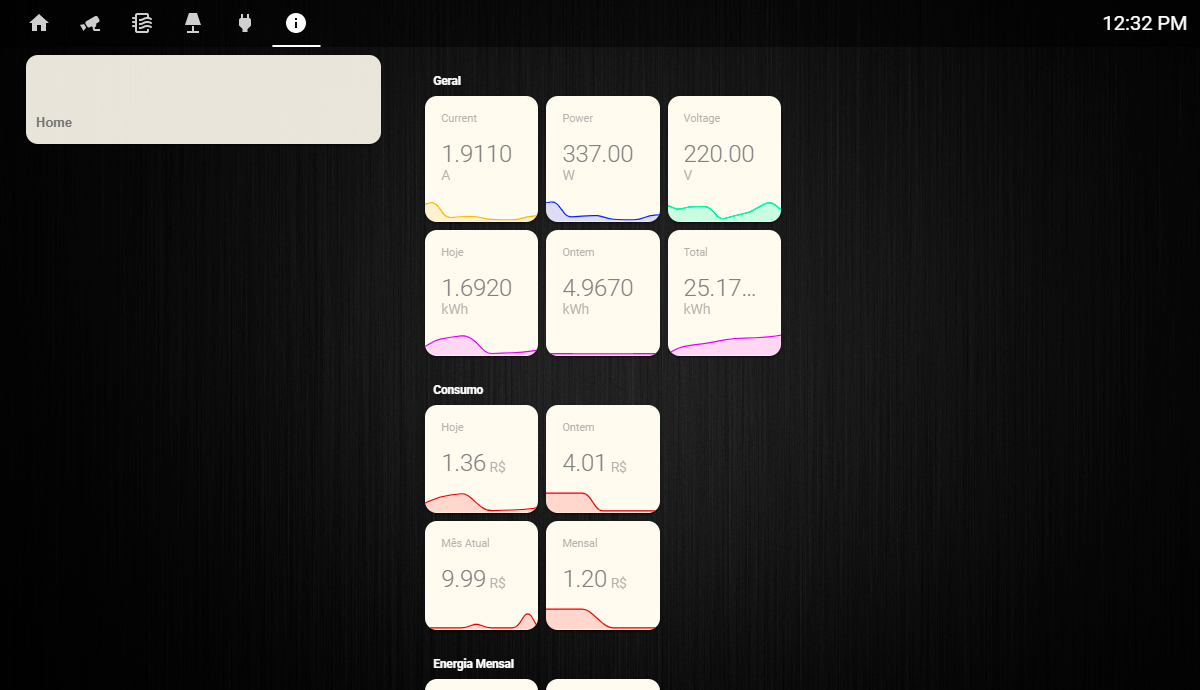 12:32 PM
Home
Geral
Current
1.9110
A
Power
337.00
W
Voltage
220.00
V
Hoje
1.6920
kWh
Ontem
4.9670
kWh
Total
25.17...
kWh
Consumo
Hoje
1.36 R$
Ontem
4.01 R$
Mês Atual
9.99 R$
Mensal
1.20 R$
Energia Mensal